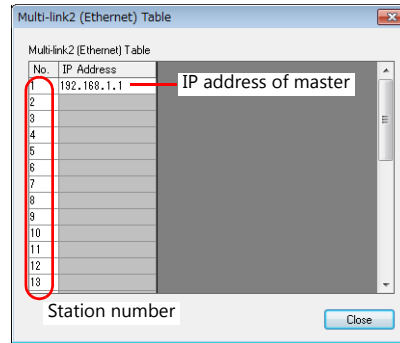 Multi-link2 (Ethernet) Table
Multi-link2 (Ethernet) Table
No. IP Address
1 192.168.1.1 IP address of master
2
3
4
5
6
7
8
9
10
11
12
13
Station number
Close